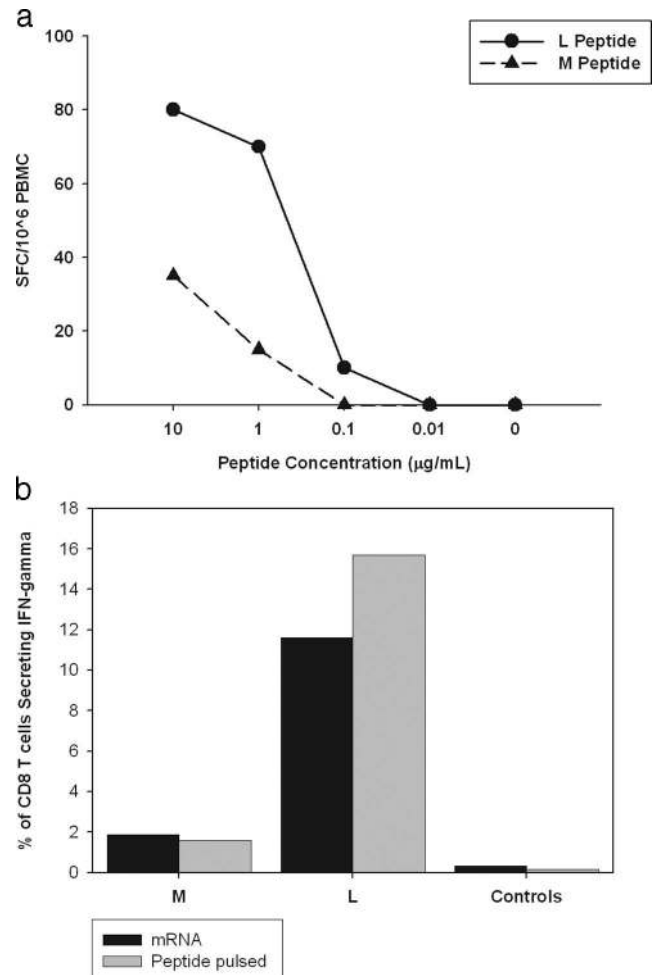 a
L Peptide
M Peptide
100
80
60
40
20
0
SFC/10^6 PBMC
10 1 0.1 0.01 0
Peptide Concentration (µg/mL)
b
18
16
14
12
10
8
6
4
2
0
% of CD8 T cells Secreting IFN-gamma
M L Controls
mRNA
Peptide pulsed